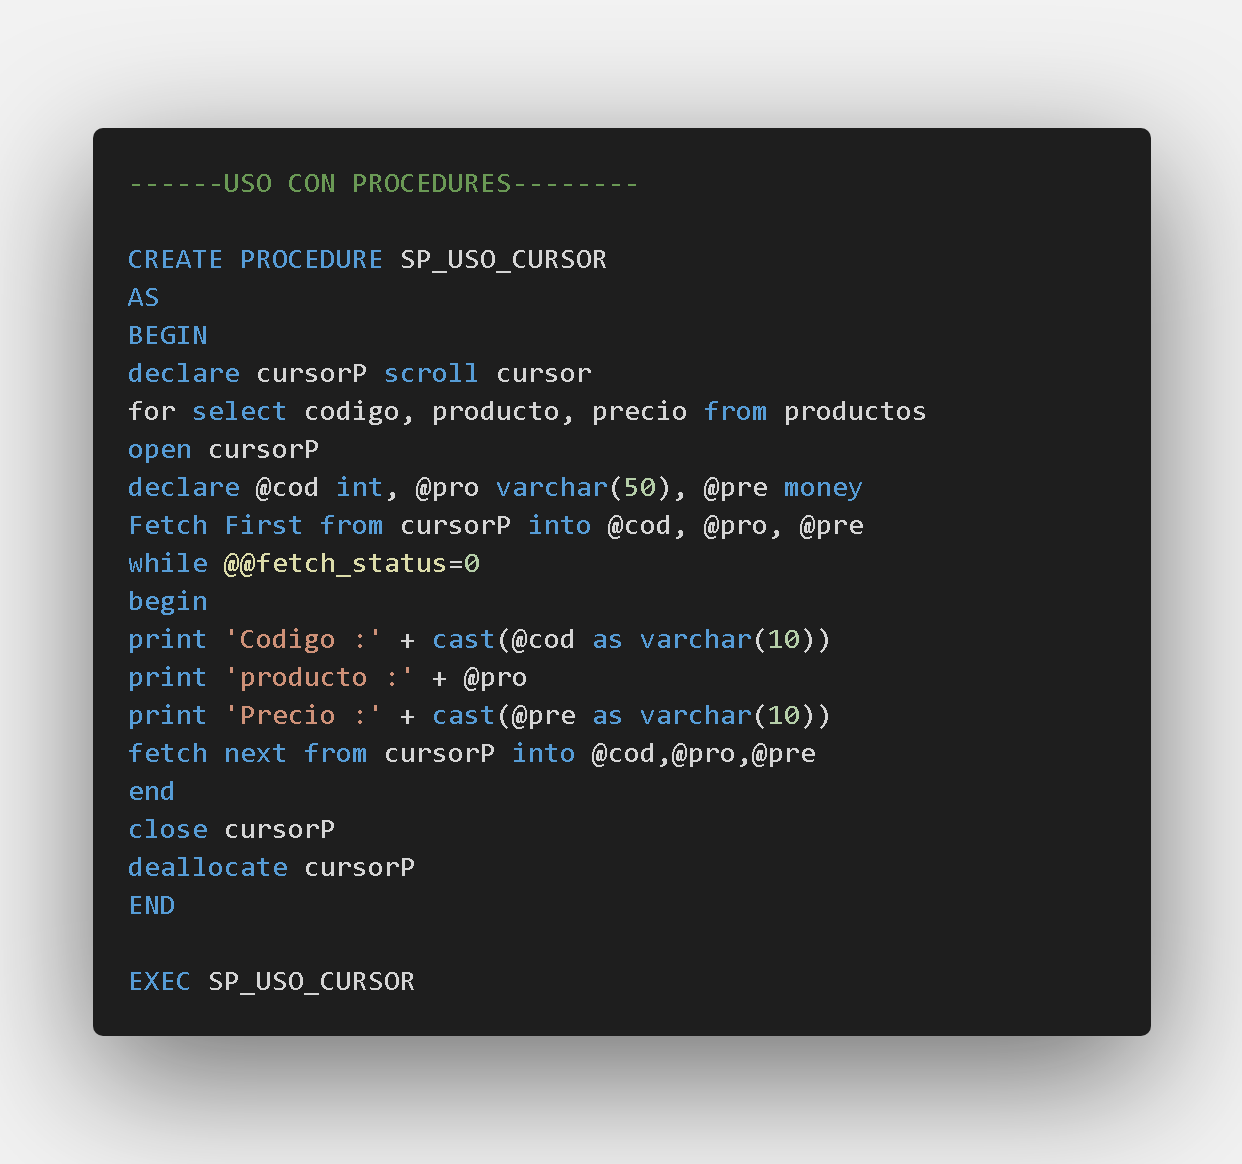 ------USO CON PROCEDURES--------
CREATE PROCEDURE SP_USO_CURSOR
AS
BEGIN
declare cursorP scroll cursor
for select codigo, producto, precio from productos
open cursorP
declare @cod int, @pro varchar(50), @pre money
Fetch First from cursorP into @cod, @pro, @pre
while @@fetch_status=0
begin
print 'Codigo :' + cast(@cod as varchar(10))
print 'producto :' + @pro
print 'Precio :' + cast(@pre as varchar(10))
fetch next from cursorP into @cod,@pro,@pre
end
close cursorP
deallocate cursorP
END
EXEC SP_USO_CURSOR